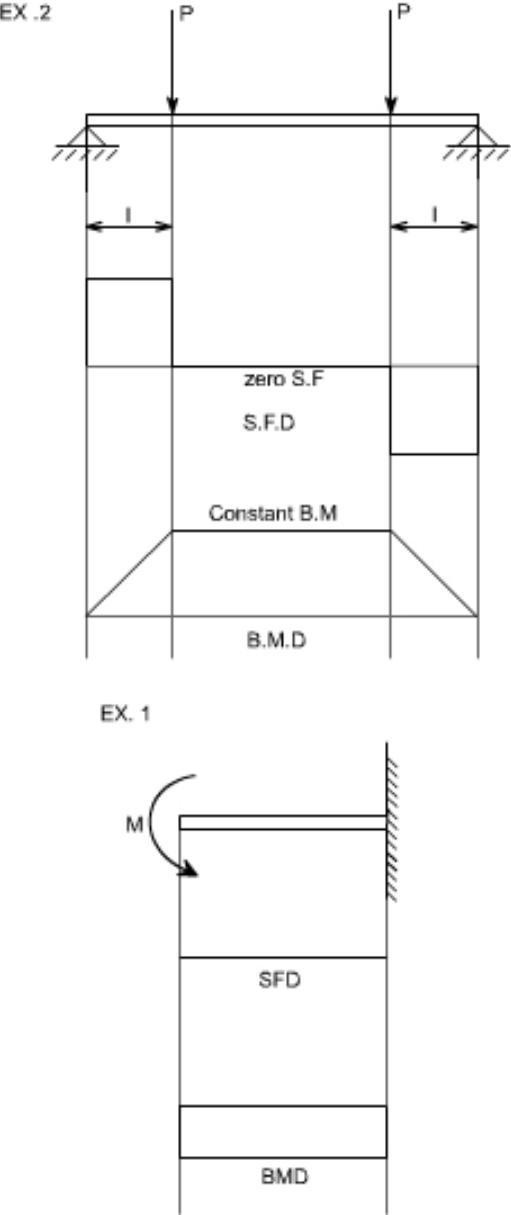 EX .2
P P
l l
zero S.F
S.F.D
Constant B.M
B.M.D
EX. 1
M
SFD
BMD